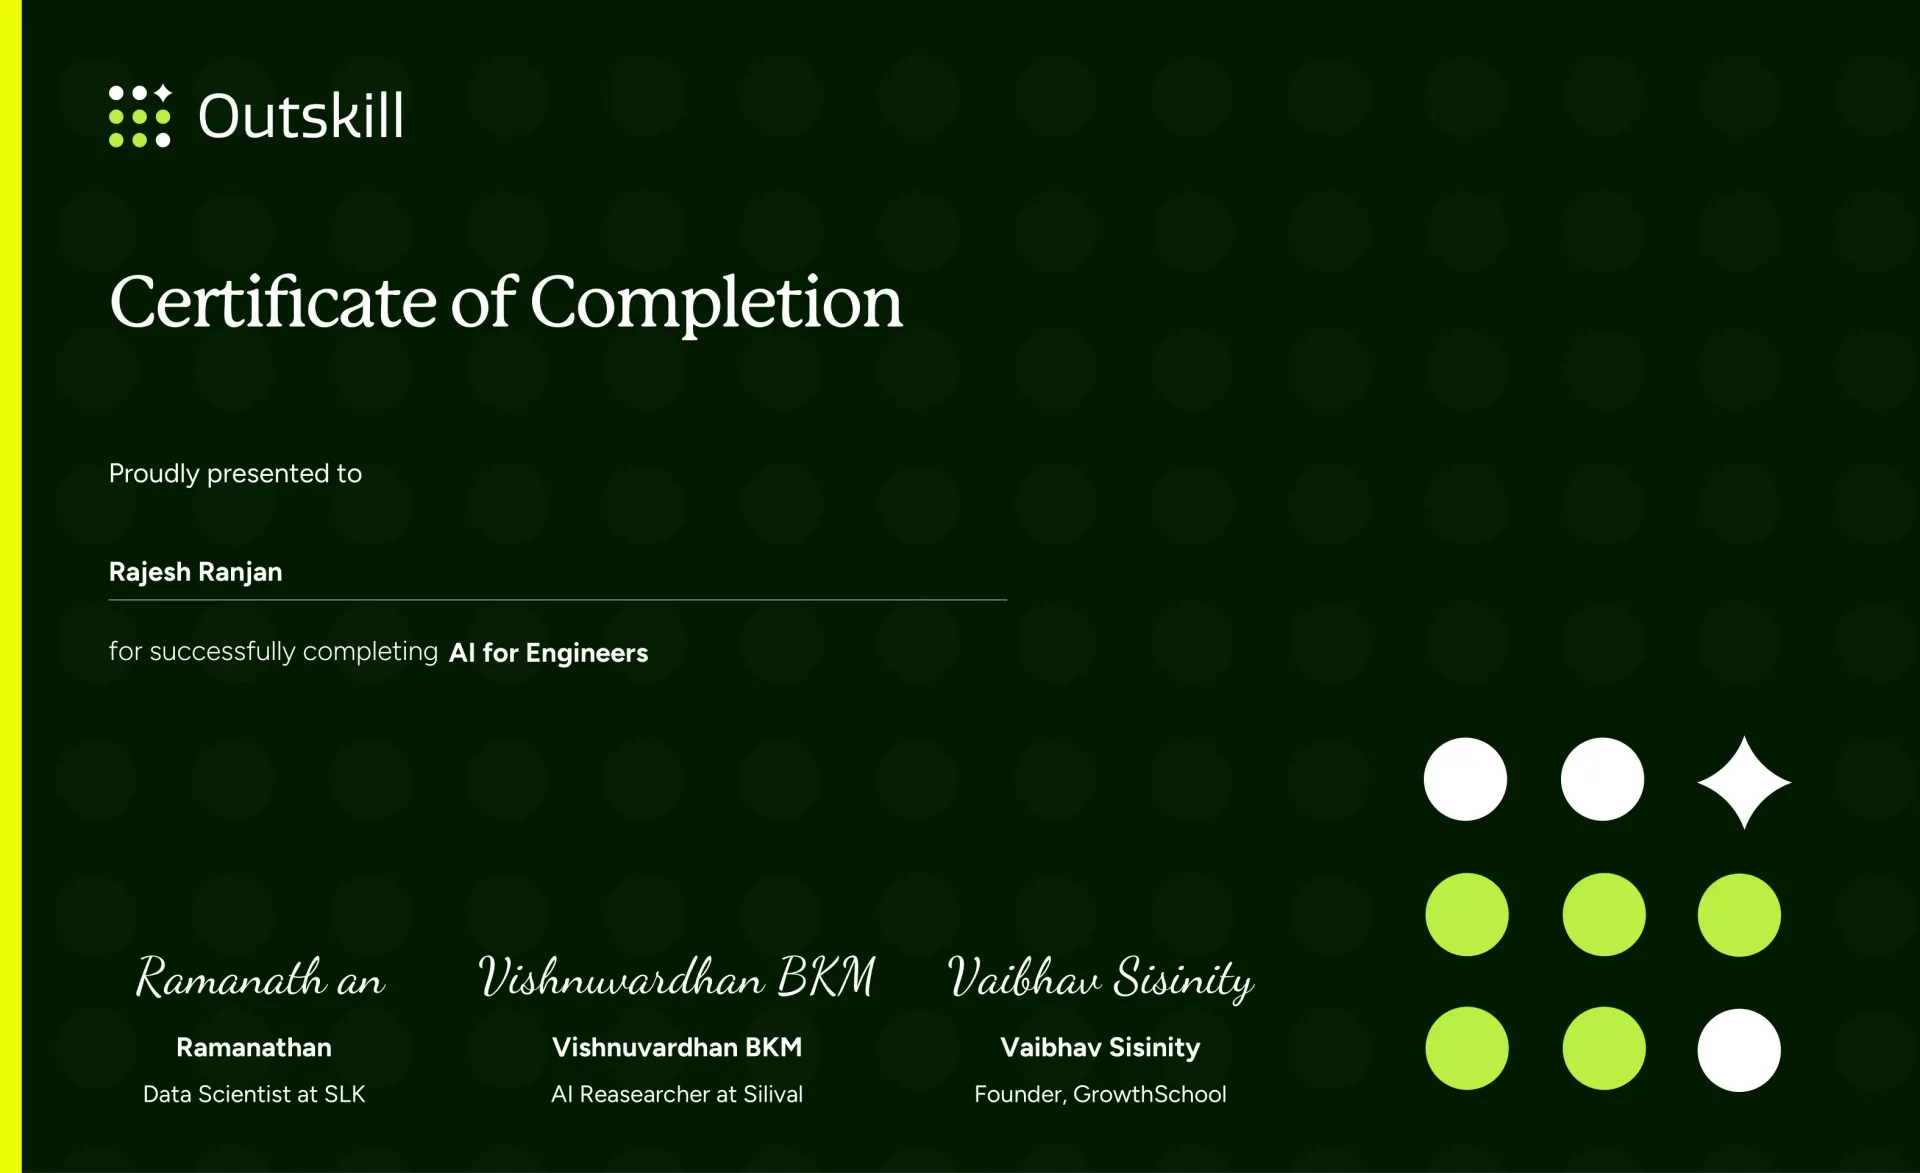 Outskill
Certificate of Completion
Proudly presented to
Rajesh Ranjan
for successfully completing AI for Engineers
Ramanath an
Vishnuvardhan BKM
Vaibhav Sisinity
Ramanathan
Vishnuvardhan BKM
Vaibhav Sisinity
Data Scientist at SLK
AI Reasearcher at Silival
Founder, GrowthSchool